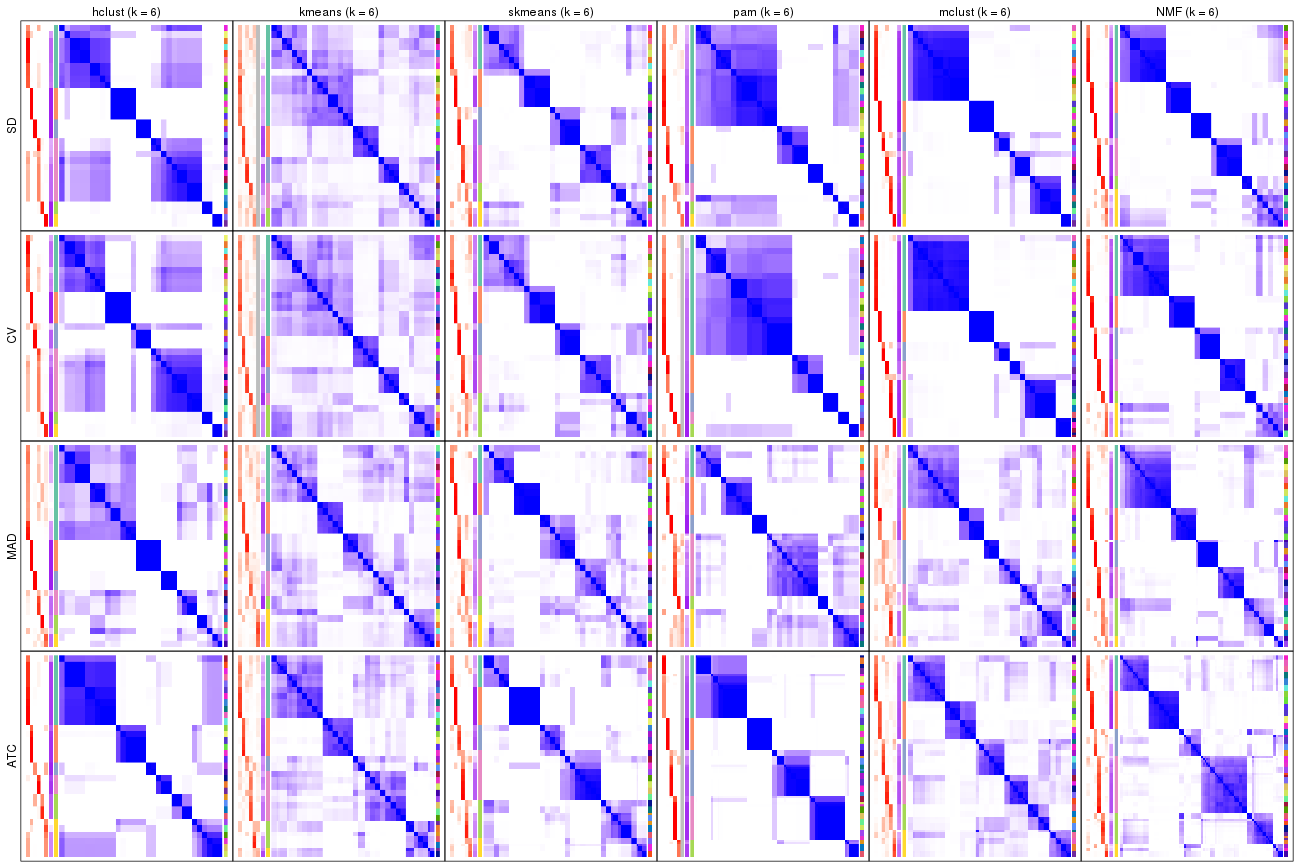 hclust (k = 6)
kmeans (k = 6)
skmeans (k = 6)
pam (k = 6)
mclust (k = 6)
NMF (k = 6)
SD
CV
MAD
ATC